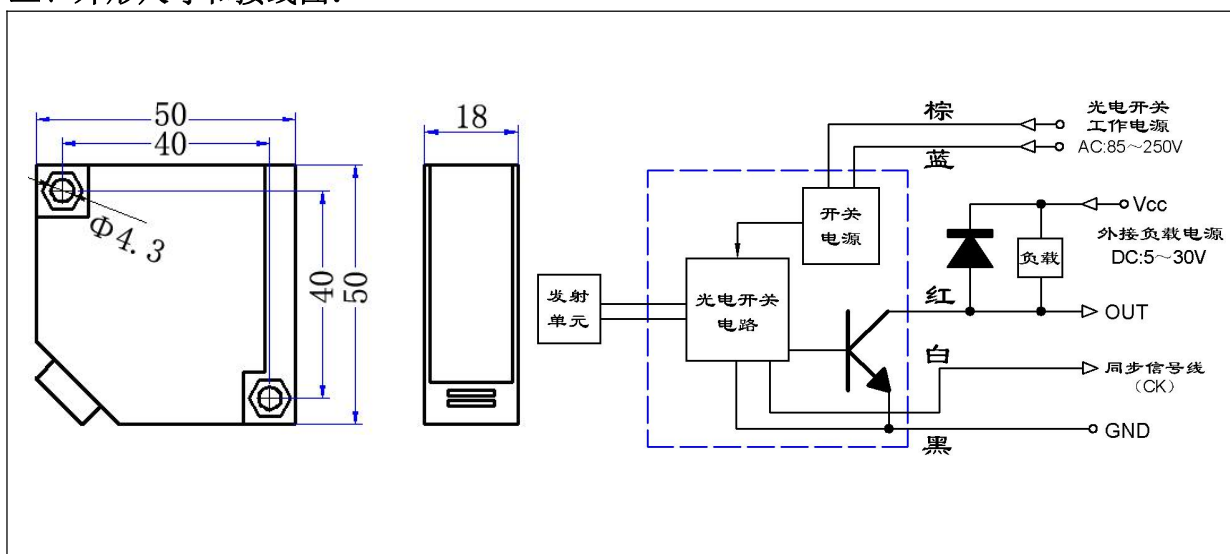 50
40
Φ4.3
40
50
18
棕
蓝
光电开关
工作电源
AC:85～250V
开关
电源
Vcc
外接负载电源
DC:5～30V
负载
发射
单元
光电开关
电路
红
OUT
白
同步信号线
（CK）
黑
GND